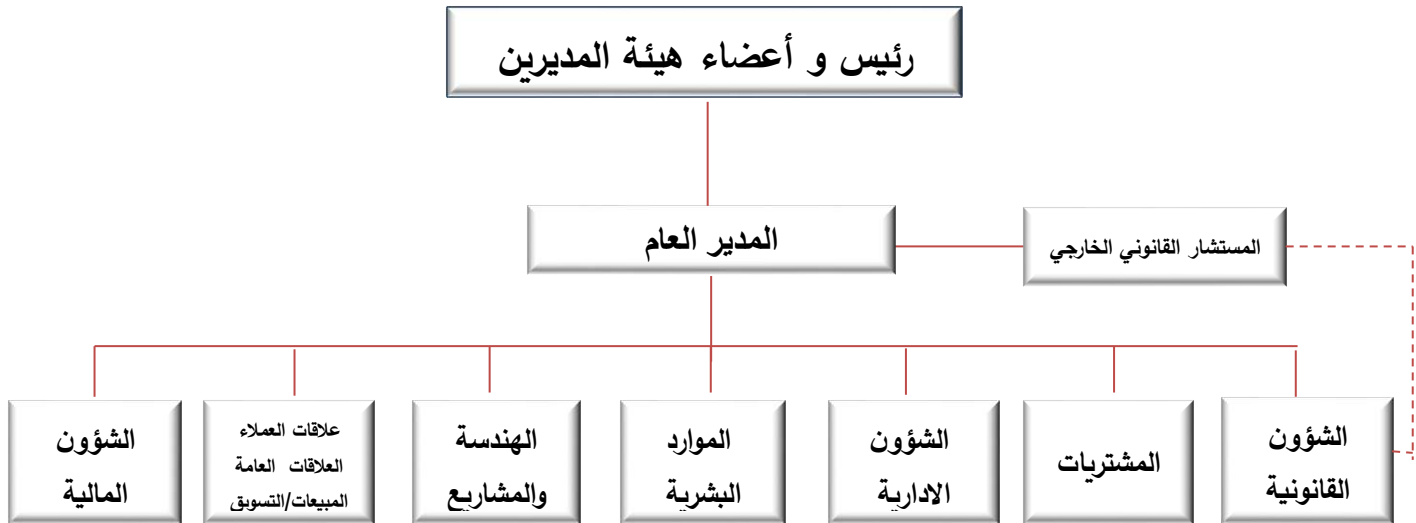 رئيس و أعضاء هيئة المديرين
المدير العام
المستشار القانوني الخارجي
الشؤون
القانونية
المشتريات
الشؤون
الادارية
الموارد
البشرية
الهندسة
والمشاريع
علاقات العملاء
العلاقات العامة
المبيعات/التسويق
الشؤون
المالية